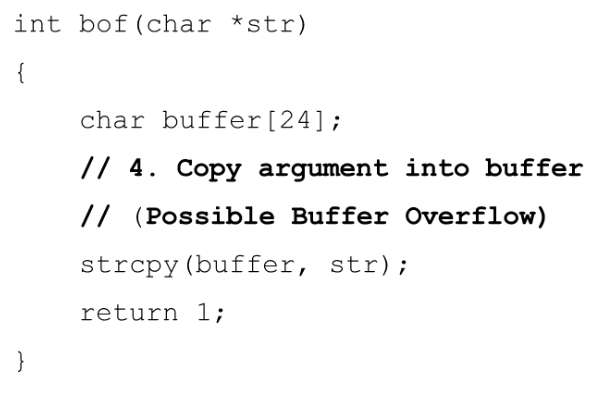 int bof(char *str)
{
char buffer[24];
// 4. Copy argument into buffer
// (Possible Buffer Overflow)
strcpy(buffer, str);
return 1;
}